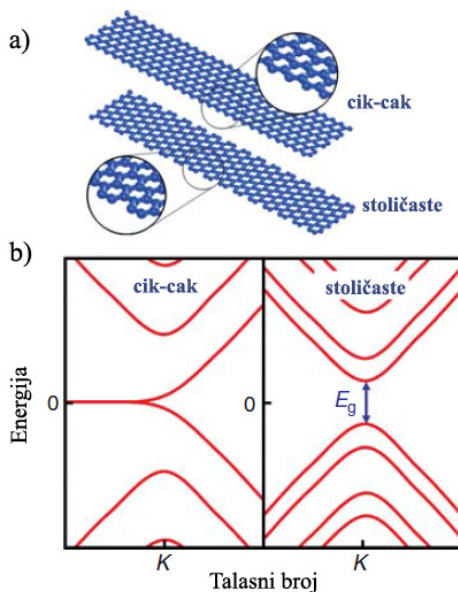 a)
cik-cak
stoličaste
b)
cik-cak
stoličaste
Energija
0
0
E_g
K
K
Talasni broj